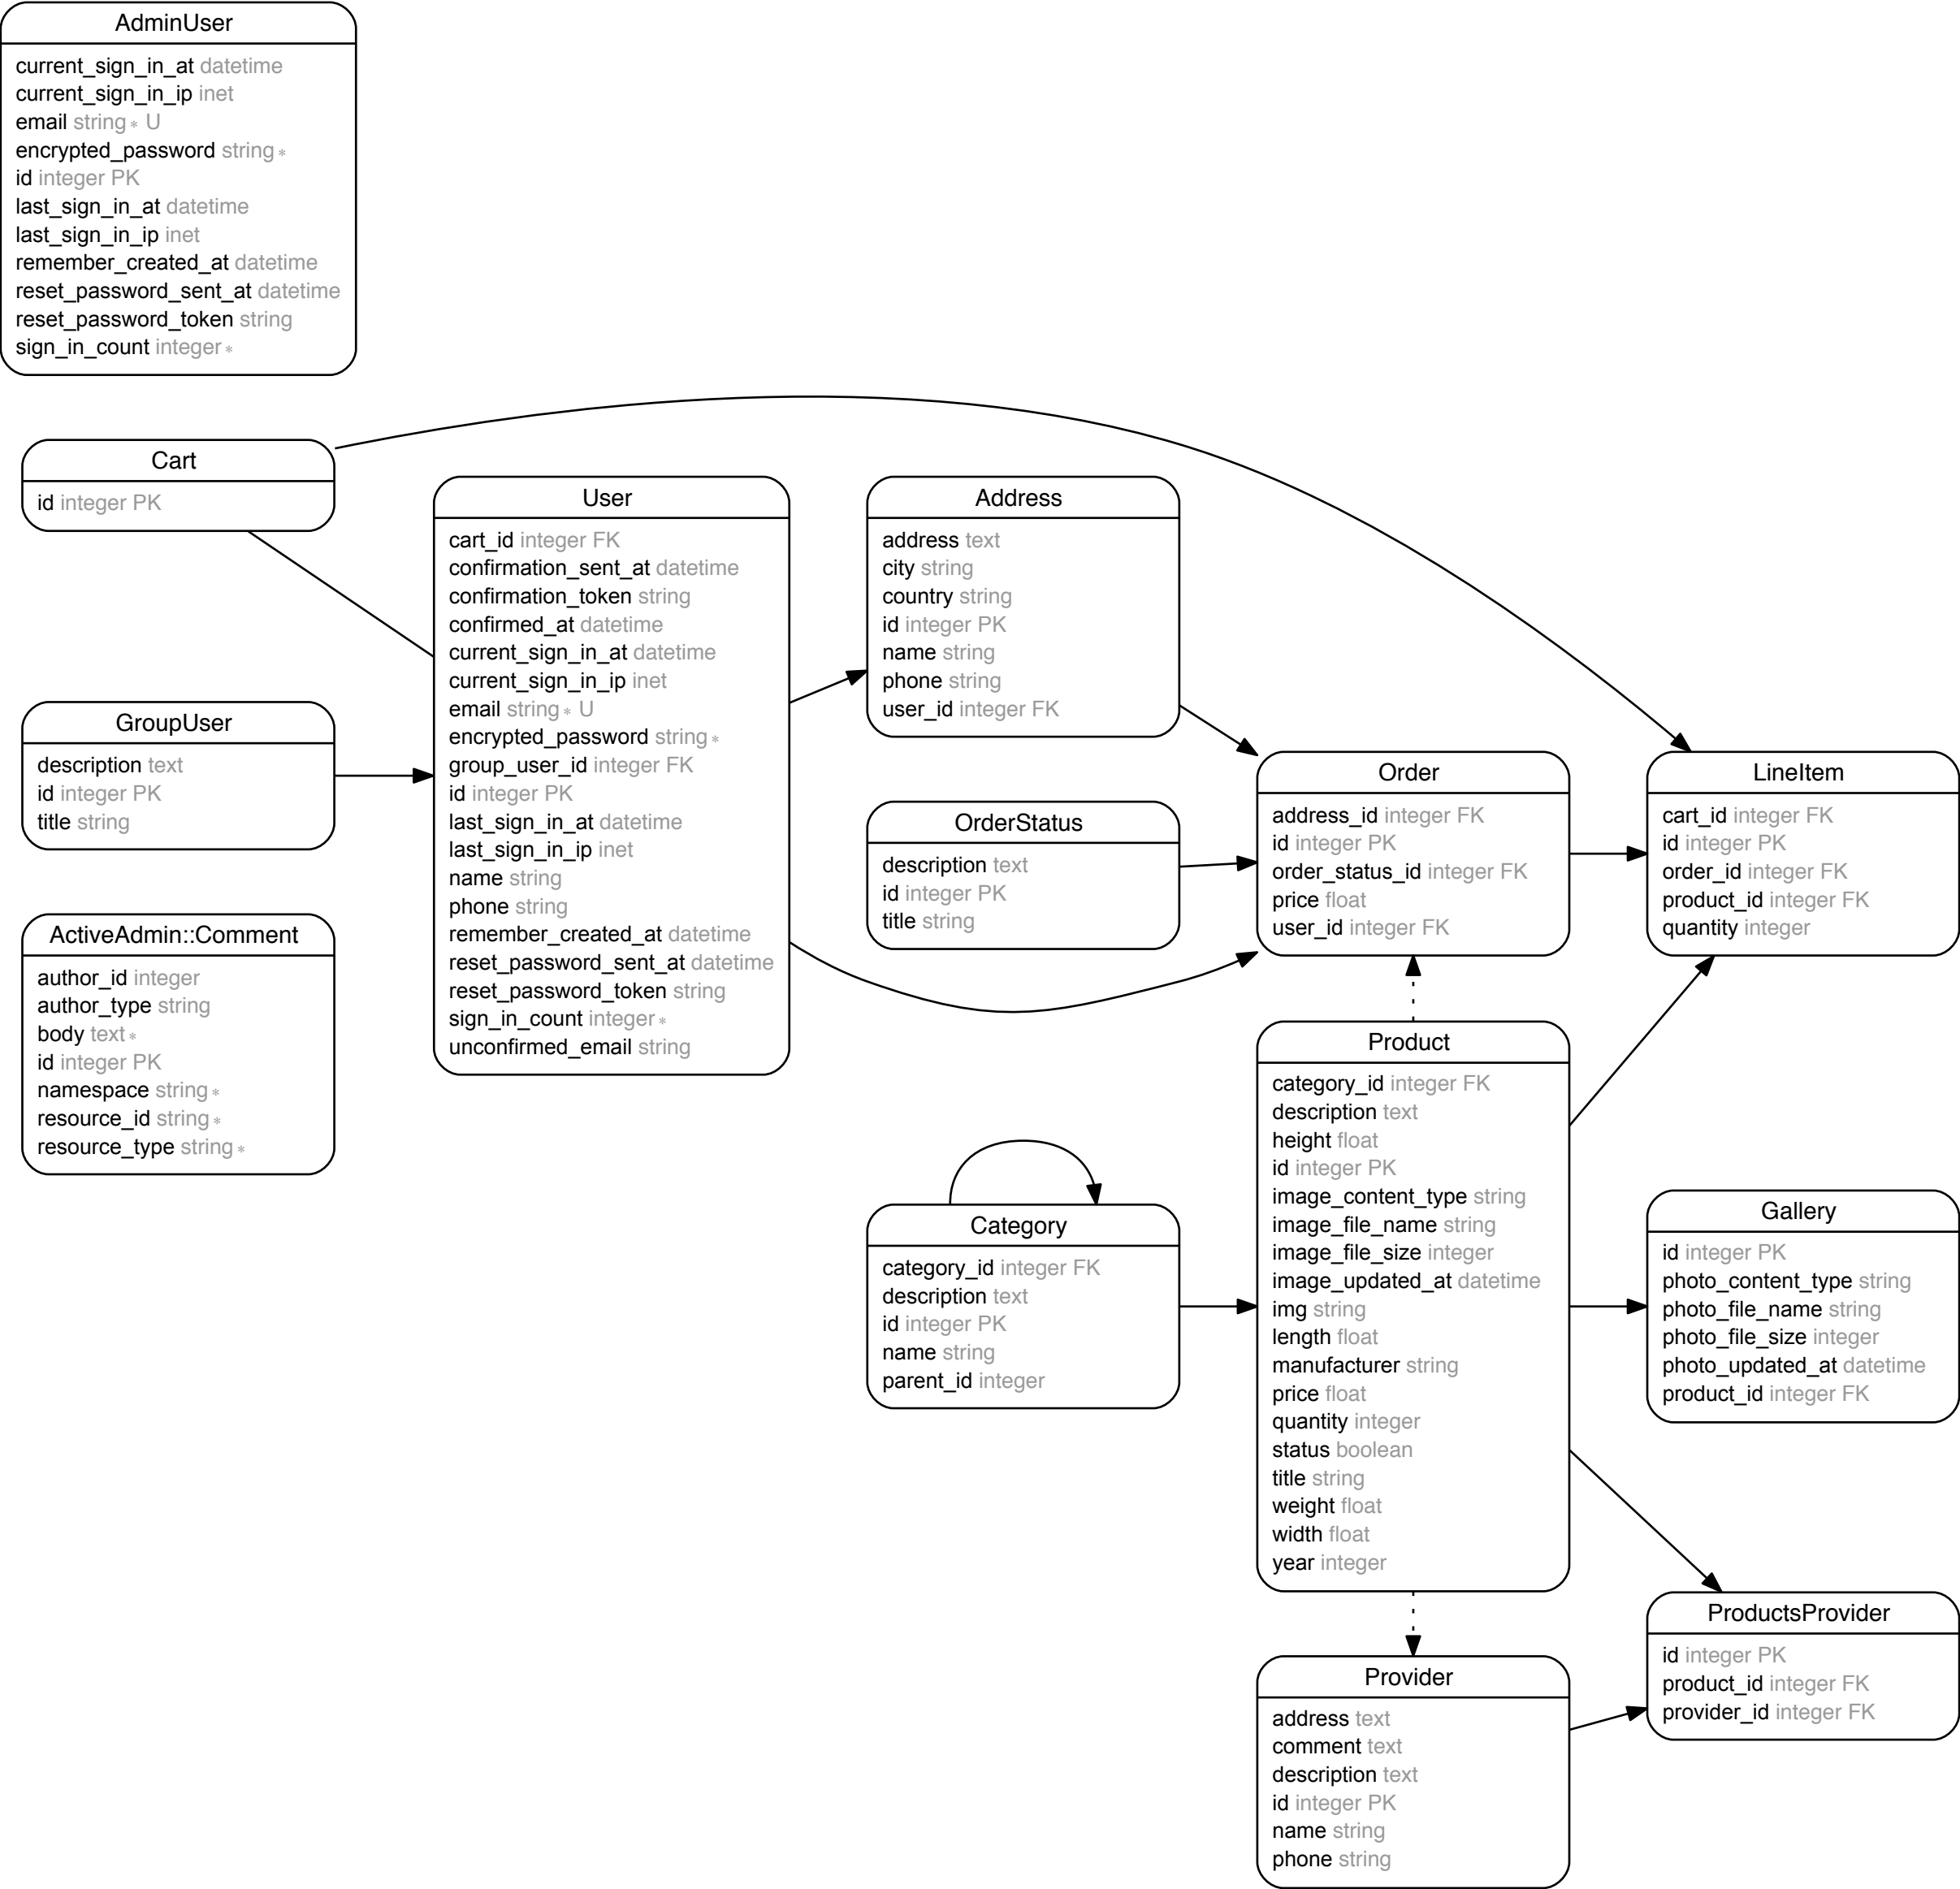 AdminUser
current_sign_in_at datetime
current_sign_in_ip inet
email string∗ U
encrypted_password string∗
id integer PK
last_sign_in_at datetime
last_sign_in_ip inet
remember_created_at datetime
reset_password_sent_at datetime
reset_password_token string
sign_in_count integer∗
Cart
id integer PK
GroupUser
description text
id integer PK
title string
ActiveAdmin::Comment
author_id integer
author_type string
body text∗
id integer PK
namespace string∗
resource_id string∗
resource_type string∗
User
cart_id integer FK
confirmation_sent_at datetime
confirmation_token string
confirmed_at datetime
current_sign_in_at datetime
current_sign_in_ip inet
email string∗ U
encrypted_password string∗
group_user_id integer FK
id integer PK
last_sign_in_at datetime
last_sign_in_ip inet
name string
phone string
remember_created_at datetime
reset_password_sent_at datetime
reset_password_token string
sign_in_count integer∗
unconfirmed_email string
Address
address text
city string
country string
id integer PK
name string
phone string
user_id integer FK
OrderStatus
description text
id integer PK
title string
Category
category_id integer FK
description text
id integer PK
name string
parent_id integer
Order
address_id integer FK
id integer PK
order_status_id integer FK
price float
user_id integer FK
Product
category_id integer FK
description text
height float
id integer PK
image_content_type string
image_file_name string
image_file_size integer
image_updated_at datetime
img string
length float
manufacturer string
price float
quantity integer
status boolean
title string
weight float
width float
year integer
Provider
address text
comment text
description text
id integer PK
name string
phone string
LineItem
cart_id integer FK
id integer PK
order_id integer FK
product_id integer FK
quantity integer
Gallery
id integer PK
photo_content_type string
photo_file_name string
photo_file_size integer
photo_updated_at datetime
product_id integer FK
ProductsProvider
id integer PK
product_id integer FK
provider_id integer FK